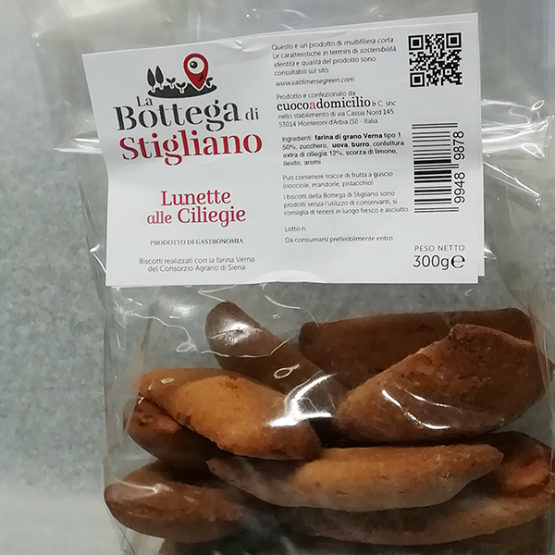 La
Bottega di
Stigliano
Lunette
alle Ciliegie
PRODOTTO DI GASTRONOMIA
Biscotti realizzati con la farina Verna
del Consorzio Agrario di Siena
Questo è un prodotto di multifiliera corta.
Le caratteristiche in termini di sostenibilità,
identità e qualità del prodotto sono
consultabili sul sito:
www.valdimersegreen.com
Prodotto e confezionato da
cuocoadomicilio & C. snc
nello stabilimento di via Cassia Nord 145
53014 Monteroni d'Arbia (SI) - Italia
Ingredienti: farina di grano Verna tipo 1
50%, zucchero, uova, burro, confettura
extra di ciliegia 12%, scorza di limone,
lievito, aromi
Può contenere tracce di frutta a guscio
(nocciole, mandorle, pistacchio)
I biscotti della Bottega di Stigliano sono
prodotti senza l'utilizzo di conservanti, si
consiglia di tenerli in luogo fresco e asciutto
Lotto n.
Da consumarsi preferibilmente entro
9948 9878
PESO NETTO
300g℮